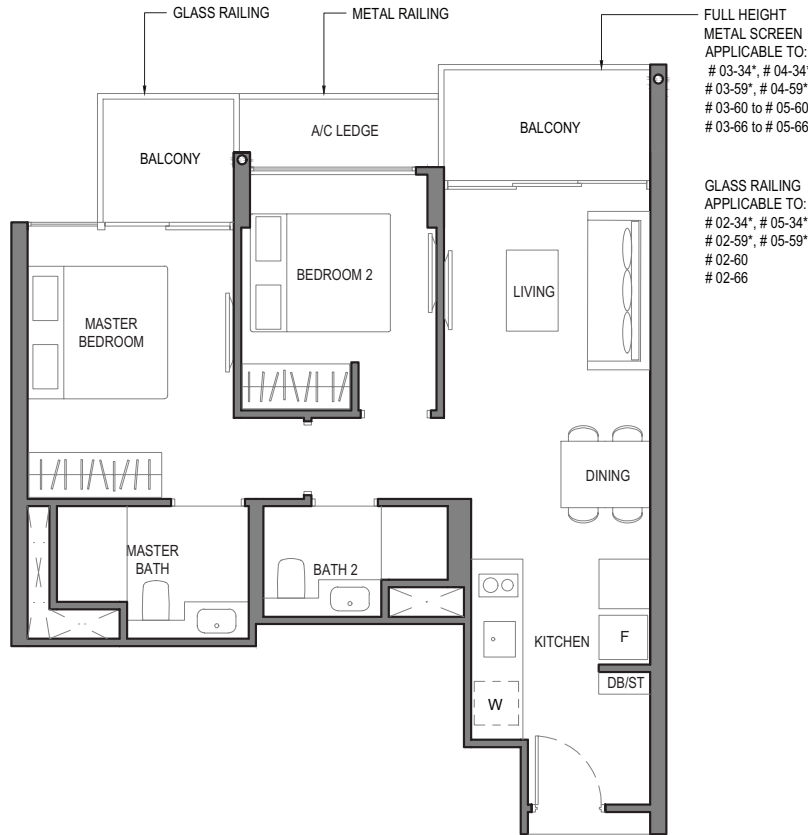 GLASS RAILING
METAL RAILING
FULL HEIGHT
METAL SCREEN
APPLICABLE TO:
# 03-34*, # 04-34*
# 03-59*, # 04-59*
# 03-60 to # 05-60
# 03-66 to # 05-66
A/C LEDGE
BALCONY
BALCONY
GLASS RAILING
APPLICABLE TO:
# 02-34*, # 05-34*
# 02-59*, # 05-59*
# 02-60
# 02-66
BEDROOM 2
LIVING
MASTER
BEDROOM
DINING
MASTER
BATH
BATH 2
KITCHEN
F
DB/ST
W